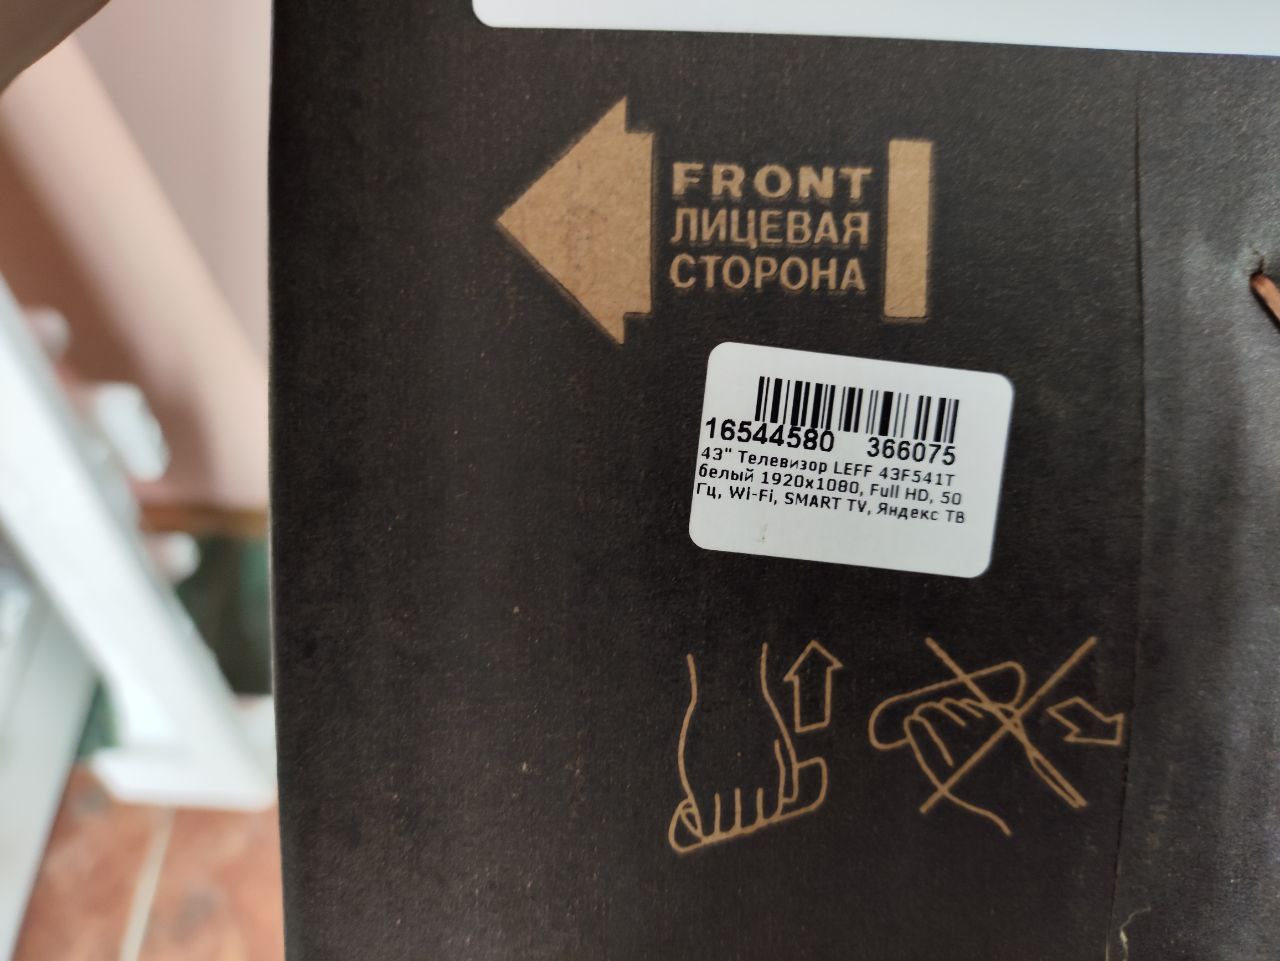 FRONT
ЛИЦЕВАЯ
СТОРОНА
16544580 366075
43" Телевизор LEFF 43F541T
белый 1920x1080, Full HD, 50
Гц, Wi-Fi, SMART TV, Яндекс ТВ